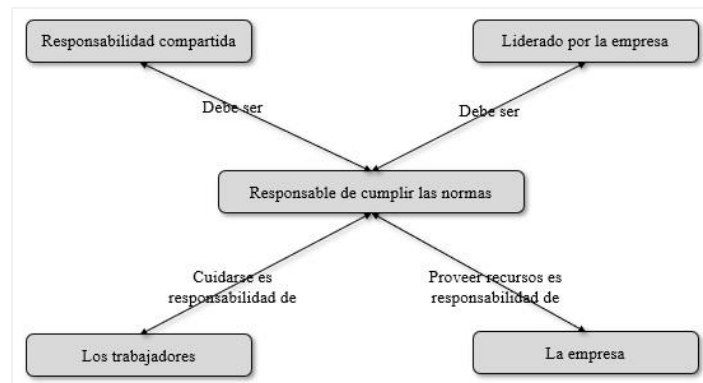 Responsabilidad compartida
Liderado por la empresa
Debe ser
Debe ser
Responsable de cumplir las normas
Cuidarse es
responsabilidad de
Proveer recursos es
responsabilidad de
Los trabajadores
La empresa